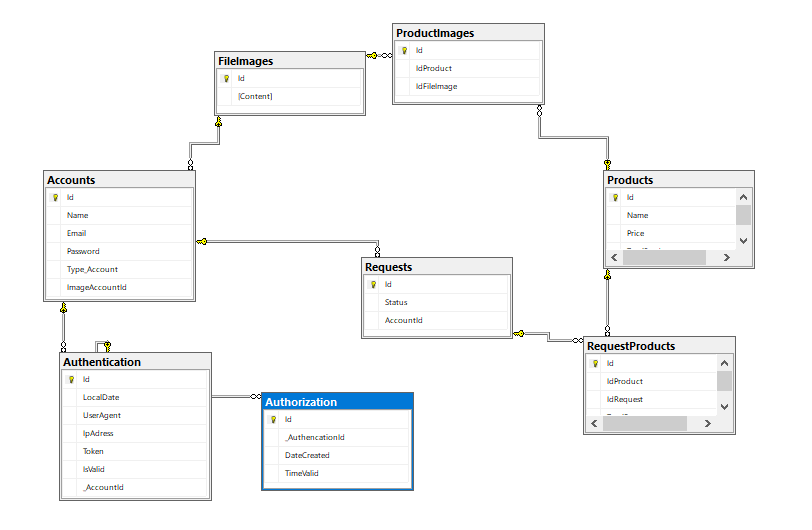 ProductImages
Id
IdProduct
IdFileImage
FileImages
Id
[Content]
Accounts
Id
Name
Email
Password
Type_Account
ImageAccountId
Products
Id
Name
Price
Requests
Id
Status
AccountId
RequestProducts
Id
IdProduct
IdRequest
Authentication
Id
LocalDate
UserAgent
IpAdress
Token
IsValid
_AccountId
Authorization
Id
_AuthencationId
DateCreated
TimeValid